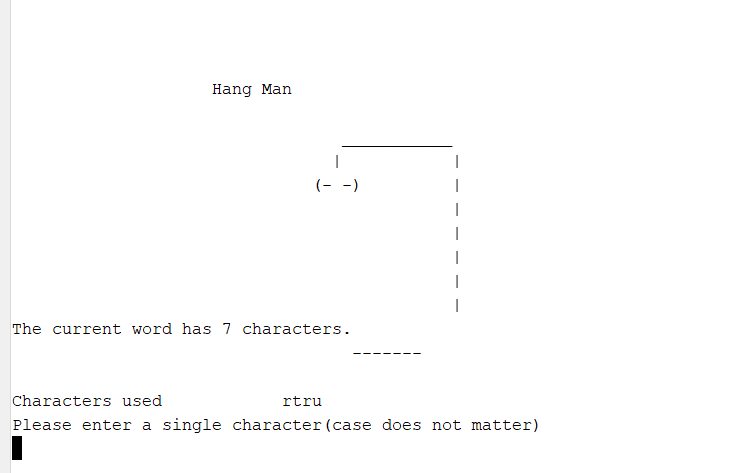 Hang Man
___________
| |
(- -) |
|
|
|
|
|
The current word has 7 characters.
-------
Characters used rtru
Please enter a single character(case does not matter)